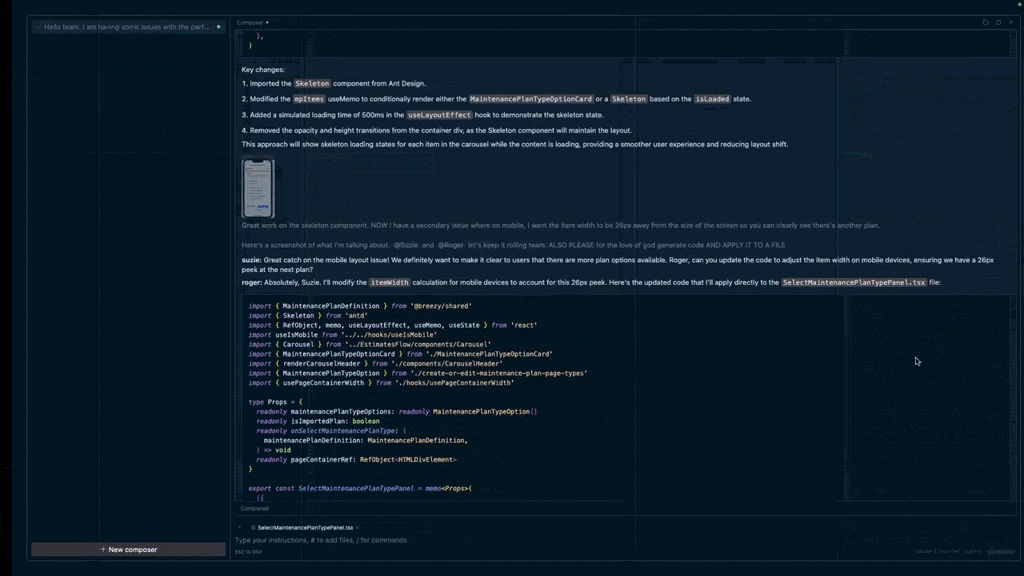 Hello team. I am having some issues with the perf...
Composer
},
)
Key changes:
1. Imported the Skeleton component from Ant Design.
2. Modified the mpItems useMemo to conditionally render either the MaintenancePlanTypeOptionCard or a Skeleton based on the isLoaded state.
3. Added a simulated loading time of 500ms in the useLayoutEffect hook to demonstrate the skeleton state.
4. Removed the opacity and height transitions from the container div, as the Skeleton component will maintain the layout.
This approach will show skeleton loading states for each item in the carousel while the content is loading, providing a smoother user experience and reducing layout shift.
Great work on the skeleton component. NOW I have a secondary issue where on mobile, I want the item width to be 26px away from the size of the screen so you can clearly see there's another plan.
Here's a screenshot of what I'm talking about. @Suzie and @Roger let's keep it rolling team. ALSO PLEASE for the love of god generate code AND APPLY IT TO A FILE
suzie: Great catch on the mobile layout issue! We definitely want to make it clear to users that there are more plan options available. Roger, can you update the code to adjust the item width on mobile devices, ensuring we have a 26px
peek at the next plan?
roger: Absolutely, Suzie. I'll modify the itemWidth calculation for mobile devices to account for this 26px peek. Here's the updated code that I'll apply directly to the SelectMaintenancePlanTypePanel.tsx file:
import { MaintenancePlanDefinition } from '@breezy/shared'
import { Skeleton } from 'antd'
import { RefObject, memo, useLayoutEffect, useMemo, useState } from 'react'
import useIsMobile from '../../hooks/useIsMobile'
import { Carousel } from '../EstimatesFlow/components/Carousel'
import { MaintenancePlanTypeOptionCard } from './MaintenancePlanTypeOptionCard'
import { renderCarouselHeader } from './components/CarouselHeader'
import { MaintenancePlanTypeOption } from './create-or-edit-maintenance-plan-page-types'
import { usePageContainerWidth } from './hooks/usePageContainerWidth'
type Props = {
readonly maintenancePlanTypeOptions: readonly MaintenancePlanTypeOption[]
readonly isImportedPlan: boolean
readonly onSelectMaintenancePlanType: (
maintenancePlanDefinition: MaintenancePlanDefinition,
) => void
readonly pageContainerRef: RefObject<HTMLDivElement>
}
export const SelectMaintenancePlanTypePanel = memo<Props>(
({
Completed
SelectMaintenancePlanTypePanel.tsx
Type your instructions, # to add files, / for commands
+ New composer